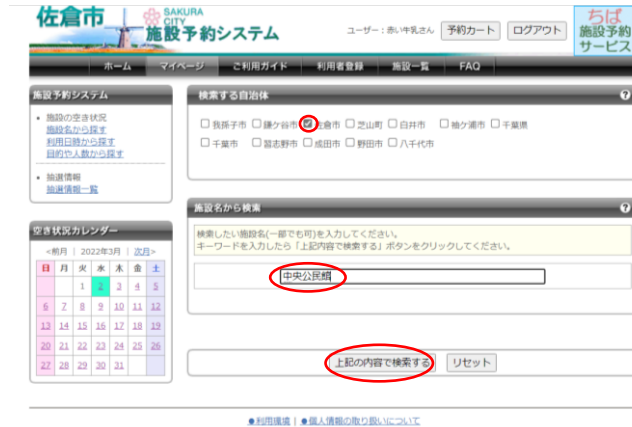 佐倉市 SAKURA CITY 施設予約システム
ユーザー：赤い牛乳さん 予約カート ログアウト
ちば
施設予約
サービス
ホーム マイページ ご利用ガイド 利用者登録 施設一覧 FAQ
施設予約システム
・ 施設の空き状況
施設名から探す
利用日時から探す
目的や人数から探す
・ 抽選情報
抽選情報一覧
検索する自治体 ?
我孫子市 鎌ケ谷市 佐倉市 芝山町 白井市 袖ケ浦市 千葉県
千葉市 習志野市 成田市 野田市 八千代市
施設名から検索 ?
検索したい施設名(一部でも可)を入力してください。
キーワードを入力したら「上記内容で検索する」ボタンをクリックしてください。
中央公民館
上記の内容で検索する リセット
空き状況カレンダー
<前月 | 2022年3月 | 次月>
日 月 火 水 木 金 土
1 2 3 4 5
6 7 8 9 10 11 12
13 14 15 16 17 18 19
20 21 22 23 24 25 26
27 28 29 30 31
●利用環境 | ●個人情報の取り扱いについて